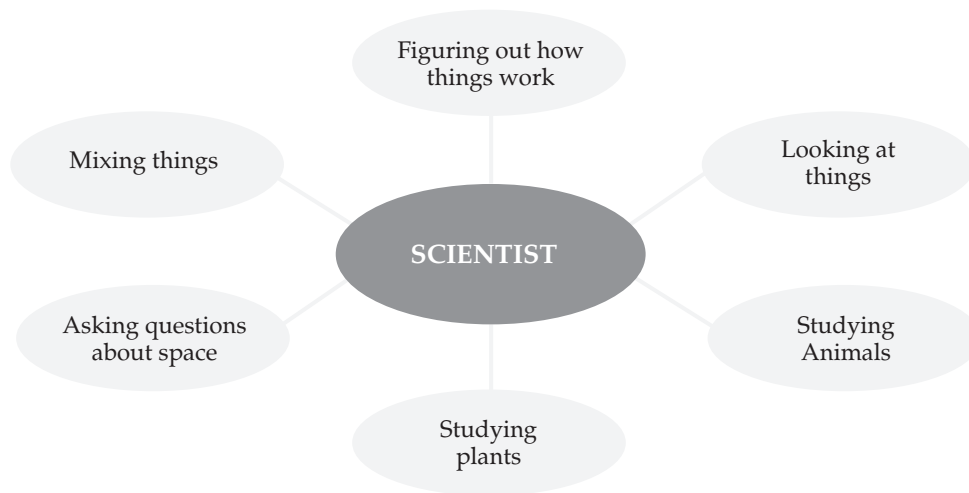 Figuring out how
things work
Mixing things
Looking at
things
SCIENTIST
Asking questions
about space
Studying
Animals
Studying
plants